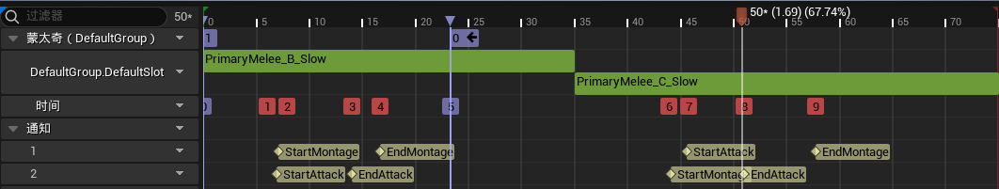 过滤器 50*
50* (1.69) (67.74%)
0 5 10 15 20 25 30 35 40 45 50 55 60 65 70
蒙太奇（DefaultGroup）
1 0
DefaultGroup.DefaultSlot
PrimaryMelee_B_Slow
PrimaryMelee_C_Slow
时间
0 1 2 3 4 5 6 7 8 9
通知
1 StartMontage EndMontage StartAttack EndMontage
2 StartAttack EndAttack StartMontag EndAttack